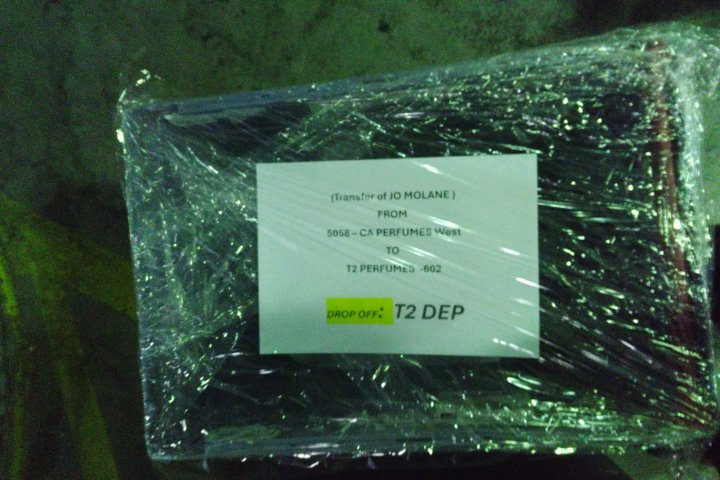 (Transfer of JO MOLANE )
FROM
5058 – CA PERFUMES West
TO
T2 PERFUMES -602
DROP OFF: T2 DEP